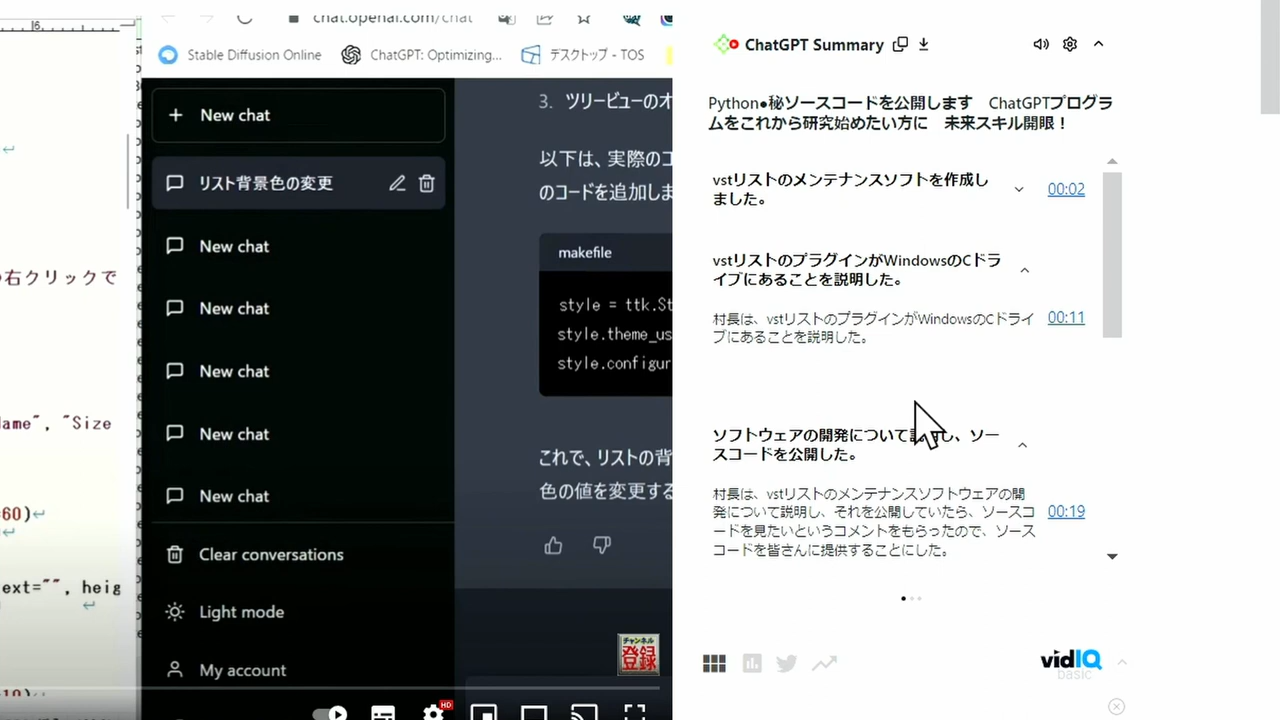 chat.openai.com/chat
Stable Diffusion Online
ChatGPT: Optimizing...
デスクトップ - TOS
右クリックで
ame", "Size
60)
ext="", heig
New chat
リスト背景色の変更
New chat
New chat
New chat
New chat
New chat
Clear conversations
Light mode
My account
3. ツリービューのオ
以下は、実際のコ
のコードを追加しま
makefile
style = ttk.St
style.theme_us
style.configur
これで、リストの背
色の値を変更する
チャンネル
登録
HD
ChatGPT Summary
Python●秘ソースコードを公開します ChatGPTプログラ
ムをこれから研究始めたい方に 未来スキル開眼！
vstリストのメンテナンスソフトを作成し
ました。
00:02
vstリストのプラグインがWindowsのCドラ
イブにあることを説明した。
村長は、vstリストのプラグインがWindowsのCドライ
ブにあることを説明した。
00:11
ソフトウェアの開発について説明し、ソー
スコードを公開した。
村長は、vstリストのメンテナンスソフトウェアの開
発について説明し、それを公開していたら、ソースコ
ードを見たいというコメントをもらったので、ソース
コードを皆さんに提供することにした。
00:19
vidIQ
basic